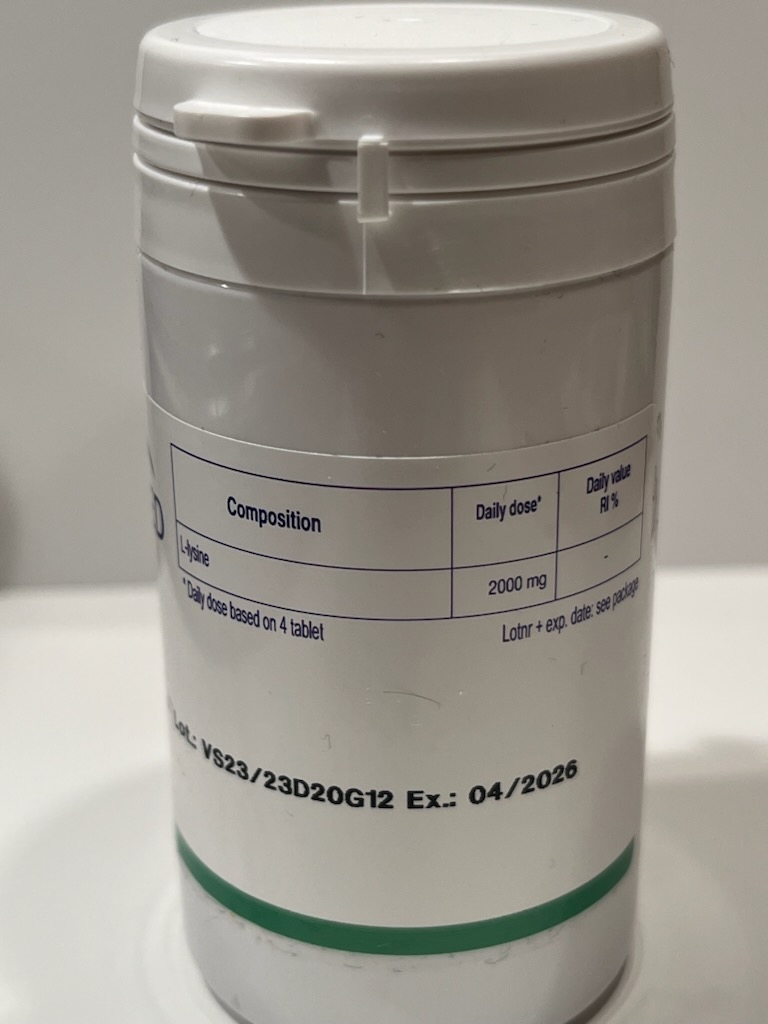 Composition
Daily dose*
Daily value
RI %
L-lysine
2000 mg
-
* Daily dose based on 4 tablet
Lotnr + exp. date: see package
Lot.: VS23/23D20G12 Ex.: 04/2026